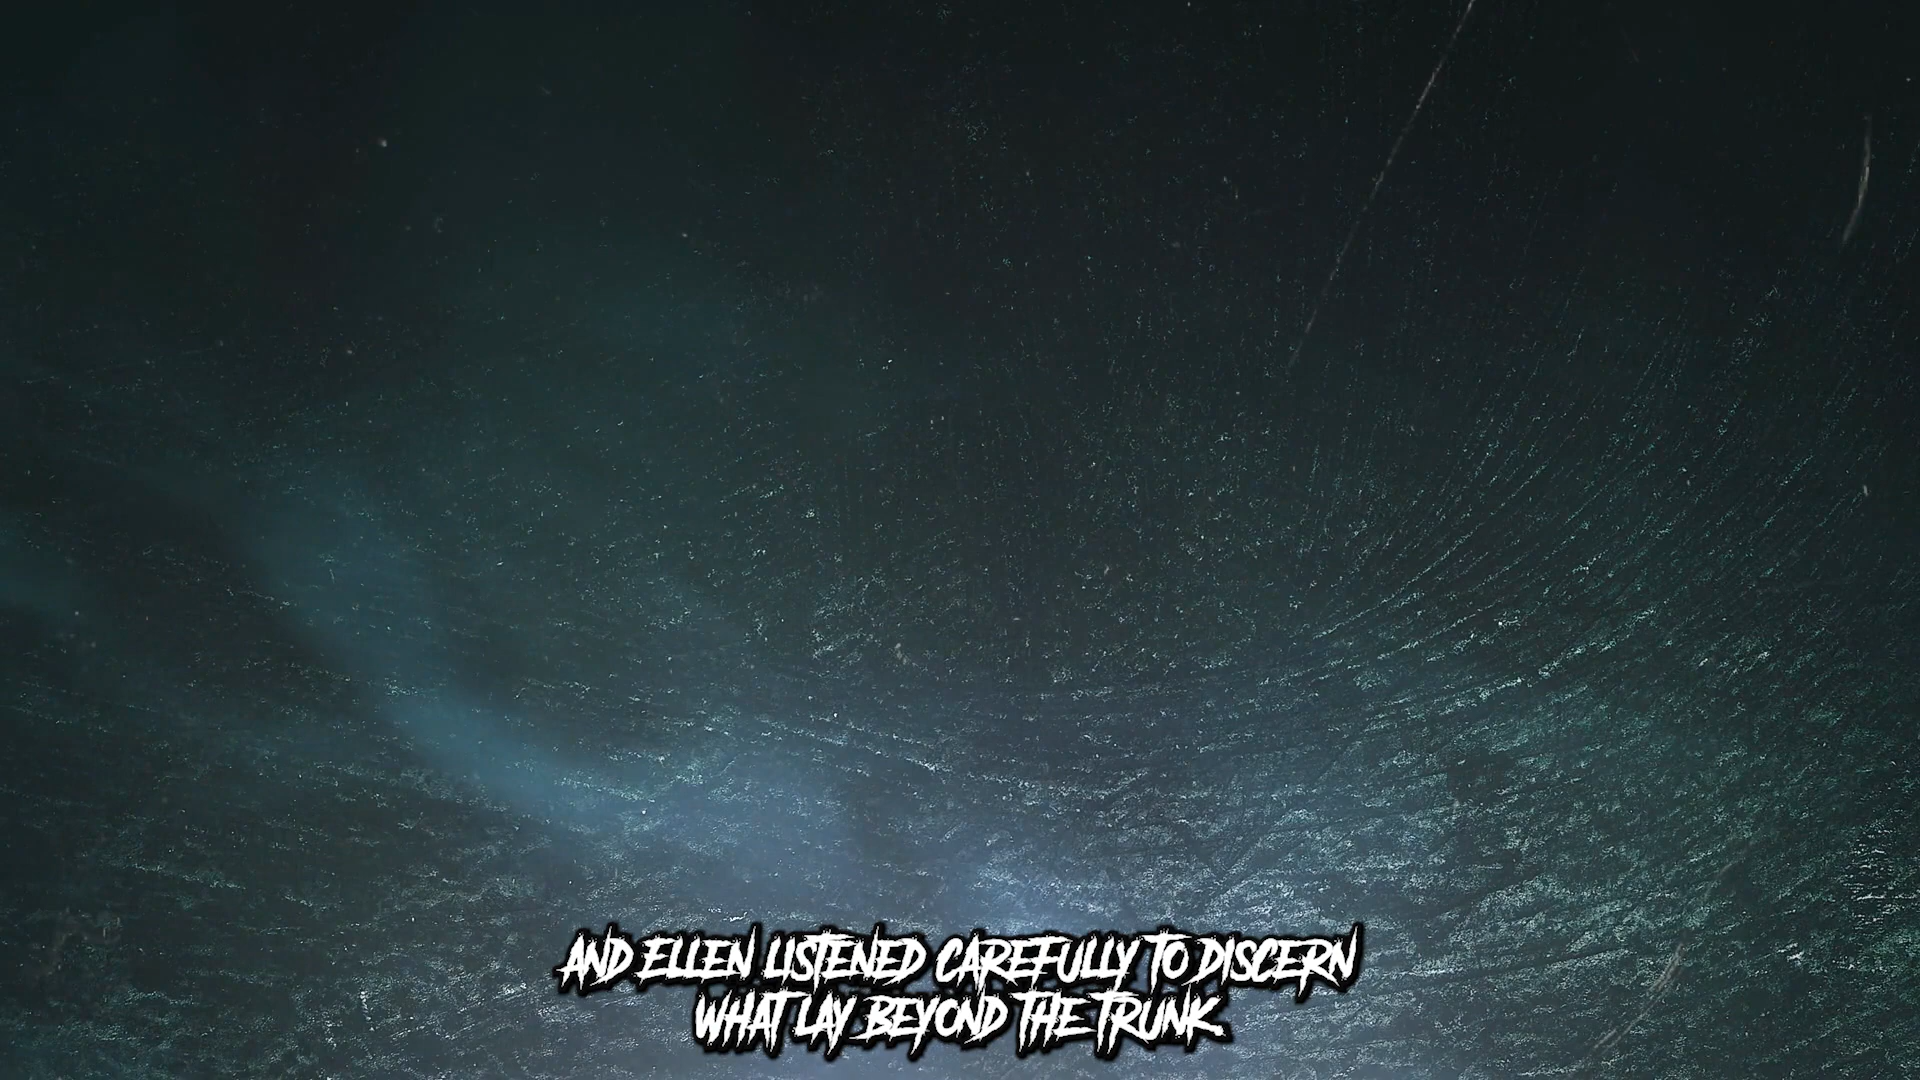 AND ELLEN LISTENED CAREFULLY TO DISCERN
WHAT LAY BEYOND THE TRUNK.